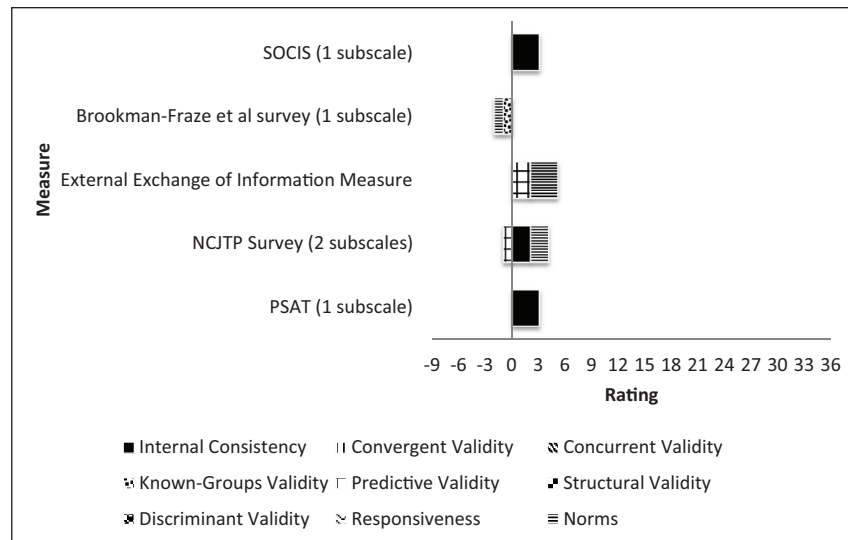 SOCIS (1 subscale)
Brookman-Fraze et al survey (1 subscale)
External Exchange of Information Measure
NCJTP Survey (2 subscales)
PSAT (1 subscale)
Measure
-9 -6 -3 0 3 6 9 12 15 18 21 24 27 30 33 36
Rating
Internal Consistency Convergent Validity Concurrent Validity
Known-Groups Validity Predictive Validity Structural Validity
Discriminant Validity Responsiveness Norms